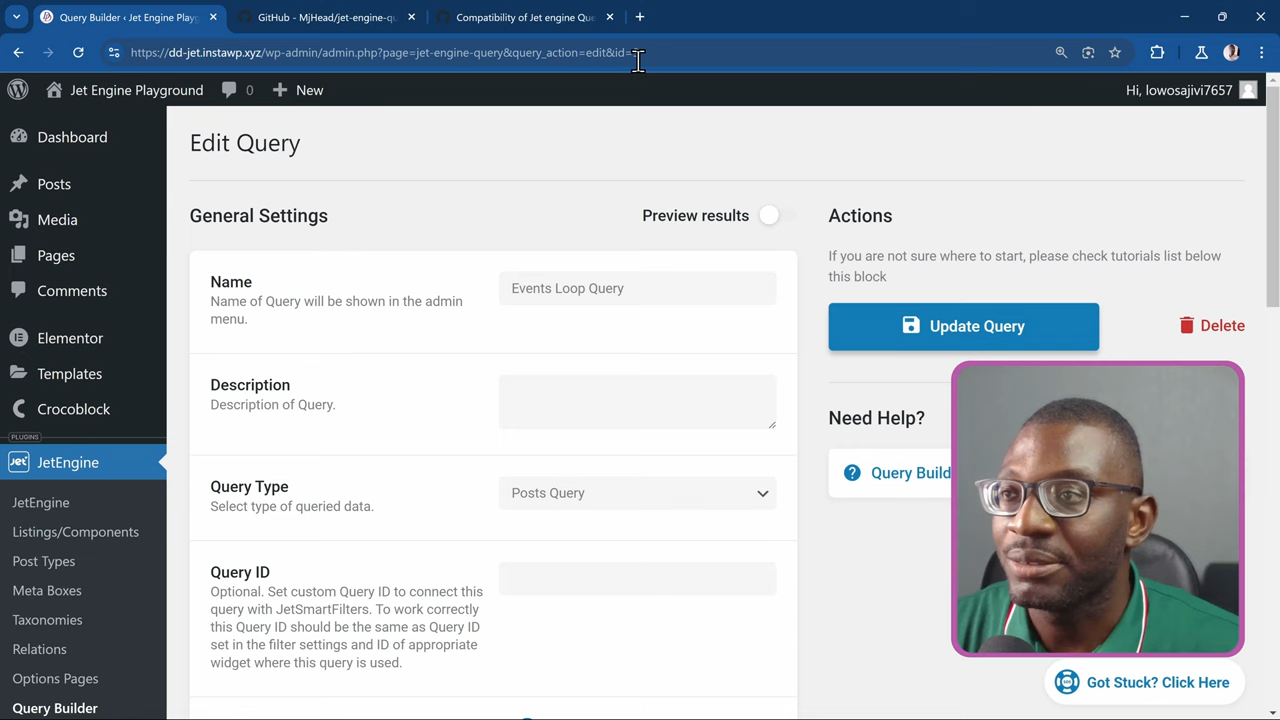 Query Builder ‹ Jet Engine Playg
GitHub - MjHead/jet-engine-qu
Compatibility of Jet engine Que
https://dd-jet.instawp.xyz/wp-admin/admin.php?page=jet-engine-query&query_action=edit&id=
Jet Engine Playground
0
New
Hi, lowosajivi7657
Dashboard
Posts
Media
Pages
Comments
Elementor
Templates
Crocoblock
PLUGINS
Jet
JetEngine
JetEngine
Listings/Components
Post Types
Meta Boxes
Taxonomies
Relations
Options Pages
Query Builder
Edit Query
General Settings
Preview results
Name
Name of Query will be shown in the admin
menu.
Events Loop Query
Description
Description of Query.
Query Type
Select type of queried data.
Posts Query
Query ID
Optional. Set custom Query ID to connect this
query with JetSmartFilters. To work correctly
this Query ID should be the same as Query ID
set in the filter settings and ID of appropriate
widget where this query is used.
Actions
If you are not sure where to start, please check tutorials list below
this block
Update Query
Delete
Need Help?
Query Build
Got Stuck? Click Here